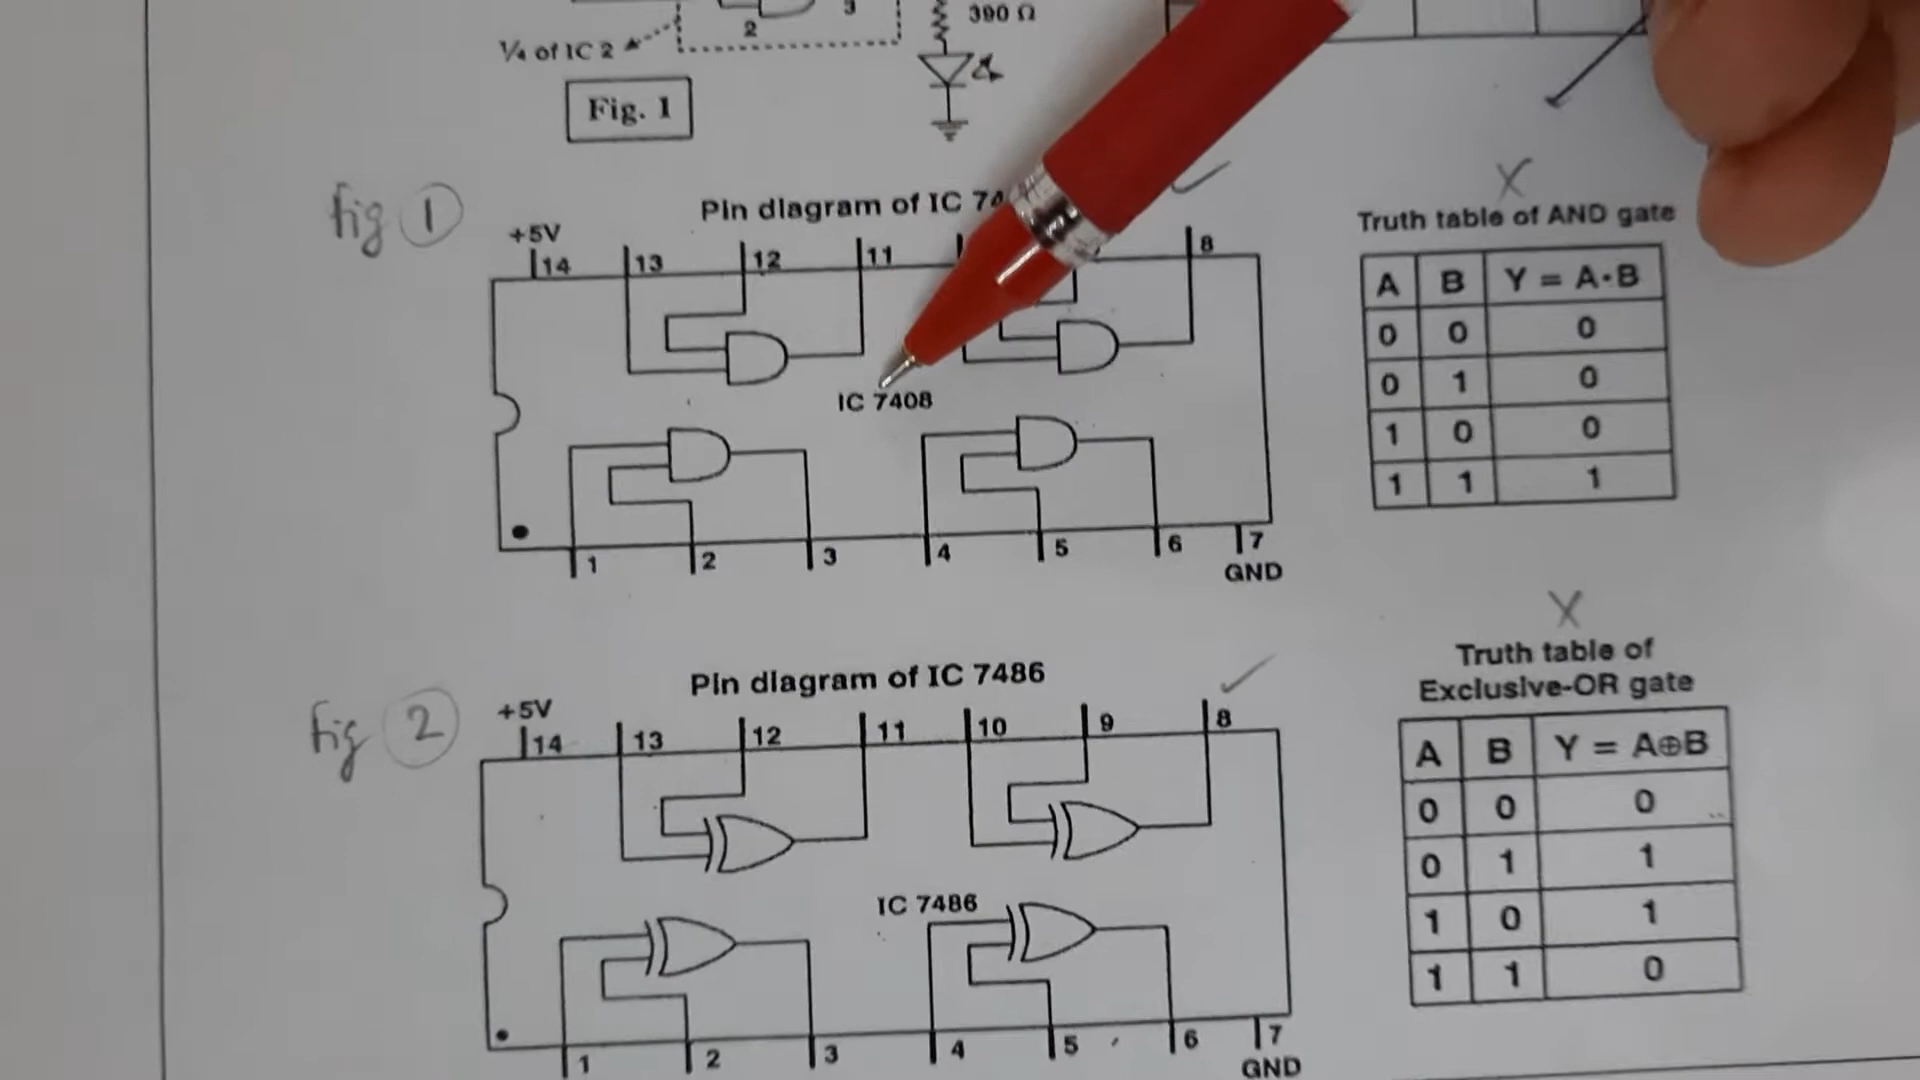 3
390 Ω
2
¼ of IC 2
Fig. 1
fig 1
Pin diagram of IC 74
+5V
14 13 12 11 8
IC 7408
1 2 3 4 5 6 7
GND
X
Truth table of AND gate
A B Y = A·B
0 0 0
0 1 0
1 0 0
1 1 1
fig 2
Pin diagram of IC 7486
+5V
14 13 12 11 10 9 8
IC 7486
1 2 3 4 5 6 7
GND
X
Truth table of
Exclusive-OR gate
A B Y = A⊕B
0 0 0
0 1 1
1 0 1
1 1 0